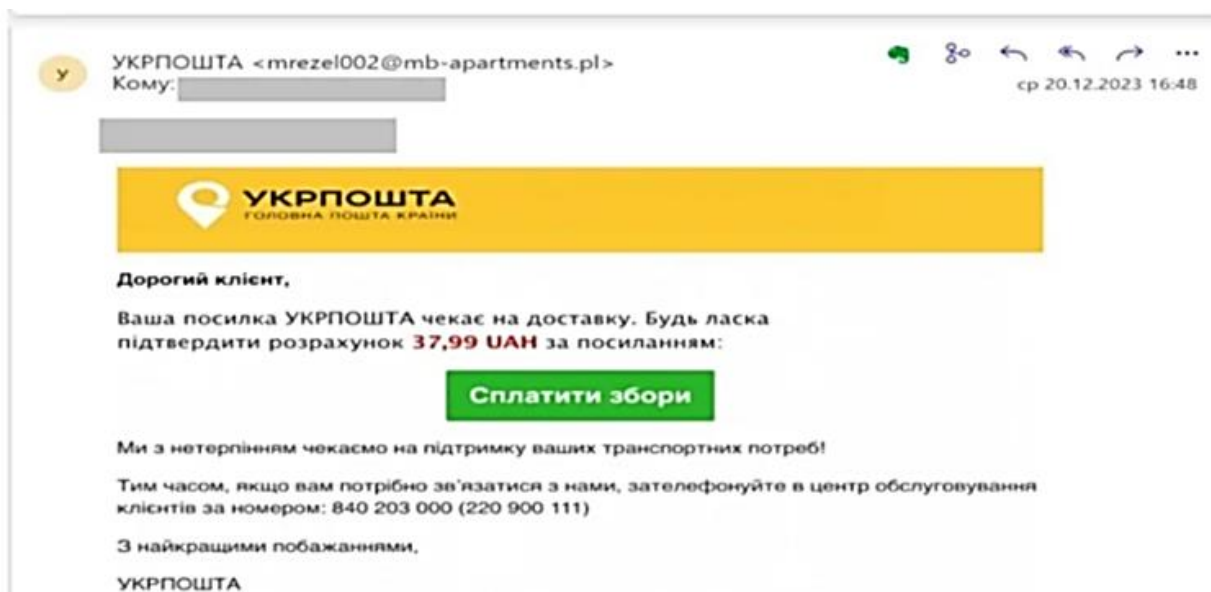 У
УКРПОШТА <mrezel002@mb-apartments.pl>
Кому:
ср 20.12.2023 16:48
УКРПОШТА
ГОЛОВНА ПОШТА КРАЇНИ
Дорогий клієнт,
Ваша посилка УКРПОШТА чекає на доставку. Будь ласка
підтвердити розрахунок 37,99 UAH за посиланням:
Сплатити збори
Ми з нетерпінням чекаємо на підтримку ваших транспортних потреб!
Тим часом, якщо вам потрібно зв'язатися з нами, зателефонуйте в центр обслуговування
клієнтів за номером: 840 203 000 (220 900 111)
З найкращими побажаннями,
УКРПОШТА